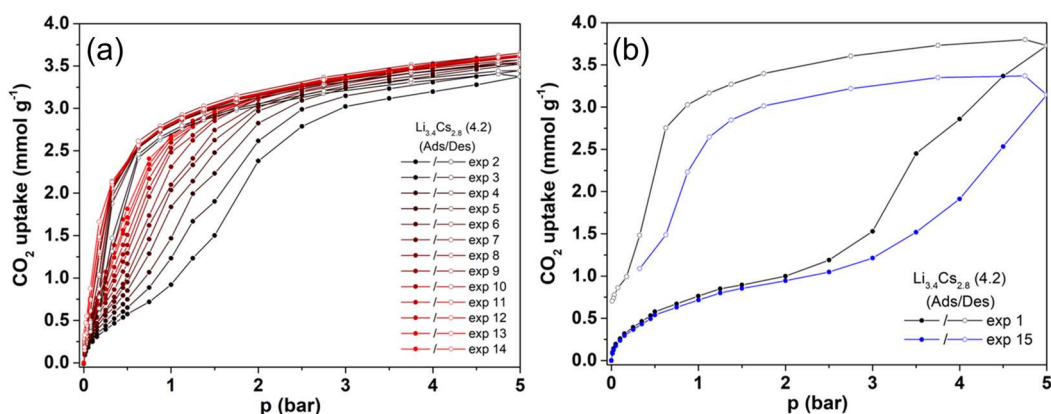 (a)
CO2 uptake (mmol g-1)
4.0
3.5
3.0
2.5
2.0
1.5
1.0
0.5
0.0
Li3.4Cs2.8 (4.2)
(Ads/Des)
/ exp 2
/ exp 3
/ exp 4
/ exp 5
/ exp 6
/ exp 7
/ exp 8
/ exp 9
/ exp 10
/ exp 11
/ exp 12
/ exp 13
/ exp 14
0 1 2 3 4 5
p (bar)
(b)
CO2 uptake (mmol g-1)
4.0
3.5
3.0
2.5
2.0
1.5
1.0
0.5
0.0
Li3.4Cs2.8 (4.2)
(Ads/Des)
/ exp 1
/ exp 15
0 1 2 3 4 5
p (bar)